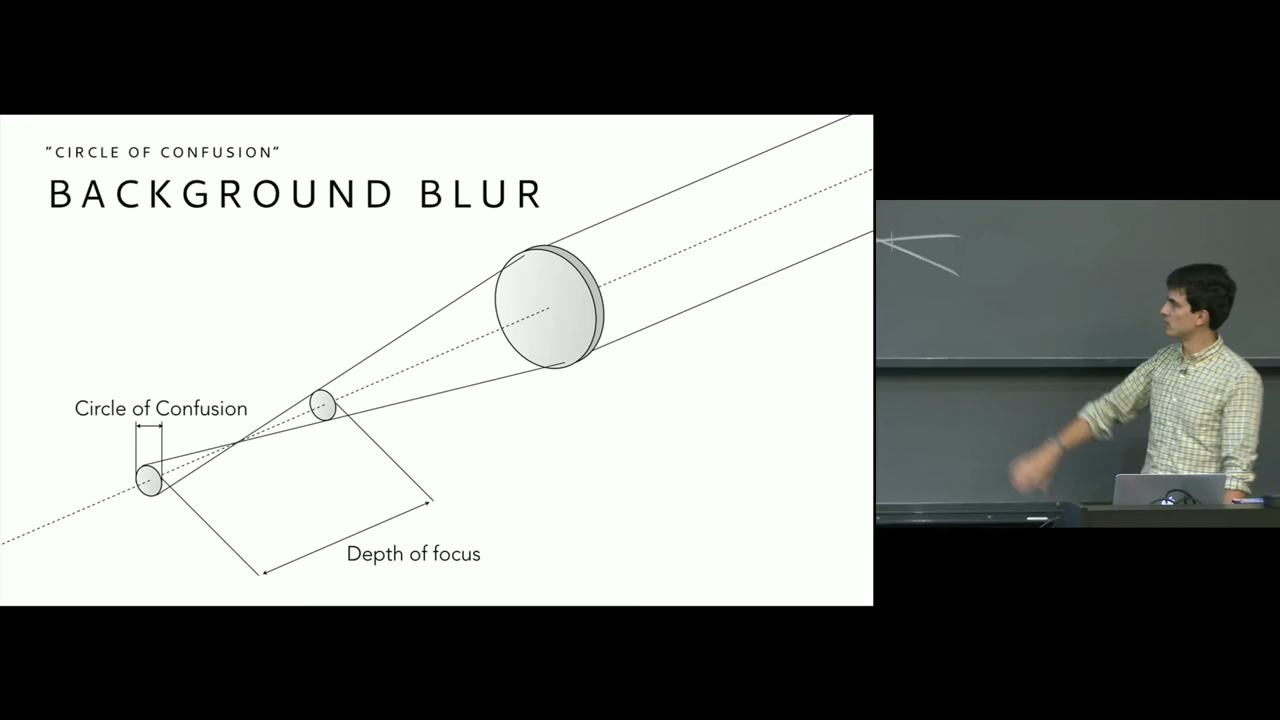 "CIRCLE OF CONFUSION"
BACKGROUND BLUR
Circle of Confusion
Depth of focus